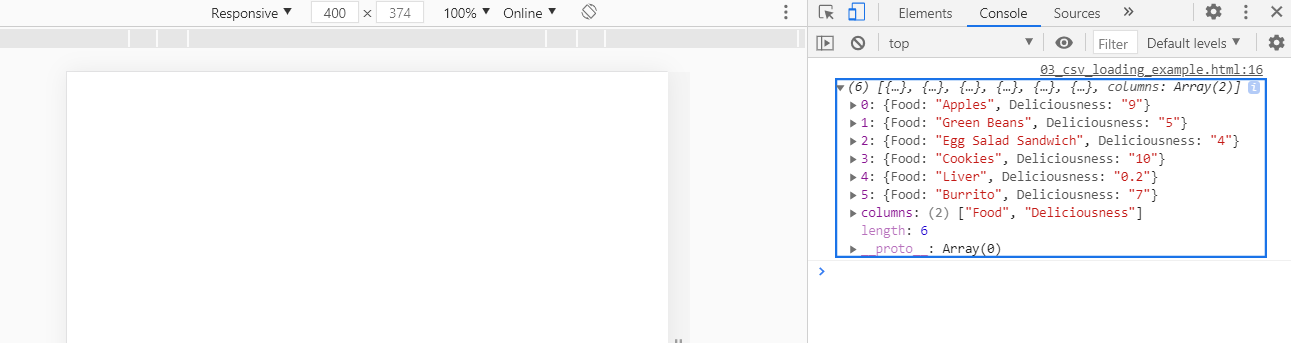 Responsive 400 × 374 100% Online
Elements Console Sources »
top Filter Default levels
03_csv_loading_example.html:16
(6) [{…}, {…}, {…}, {…}, {…}, {…}, columns: Array(2)] i
0: {Food: "Apples", Deliciousness: "9"}
1: {Food: "Green Beans", Deliciousness: "5"}
2: {Food: "Egg Salad Sandwich", Deliciousness: "4"}
3: {Food: "Cookies", Deliciousness: "10"}
4: {Food: "Liver", Deliciousness: "0.2"}
5: {Food: "Burrito", Deliciousness: "7"}
columns: (2) ["Food", "Deliciousness"]
length: 6
__proto__: Array(0)